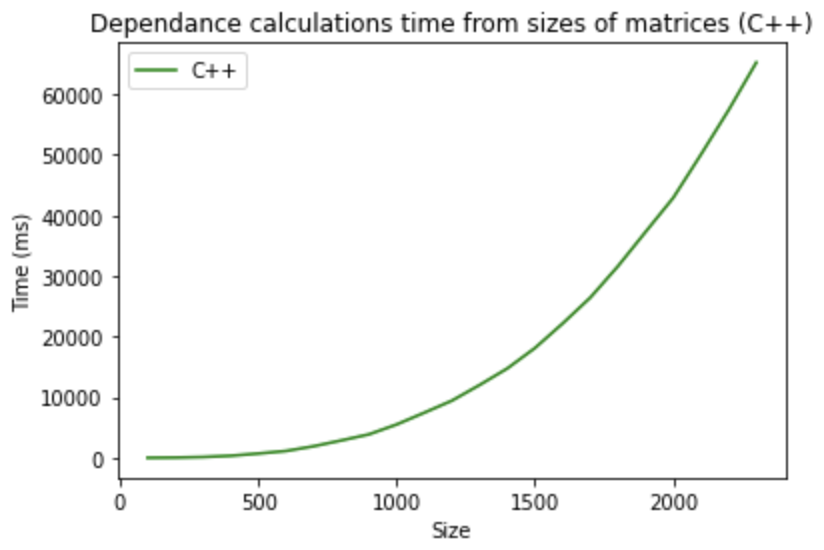 Dependance calculations time from sizes of matrices (C++)
C++
60000
50000
40000
30000
20000
10000
0
Time (ms)
0 500 1000 1500 2000
Size